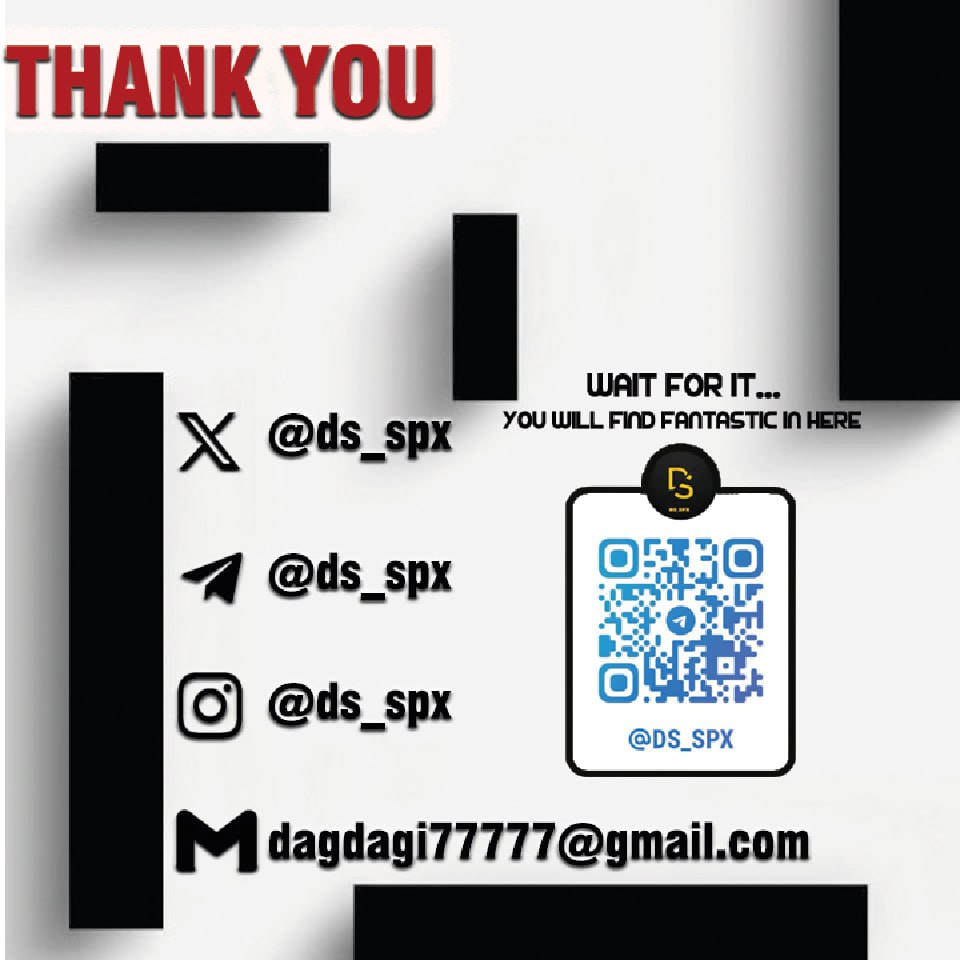 THANK YOU
WAIT FOR IT...
YOU WILL FIND FANTASTIC IN HERE
@ds_spx
@ds_spx
@ds_spx
DS
DS_SPX
@DS_SPX
dagdagi77777@gmail.com